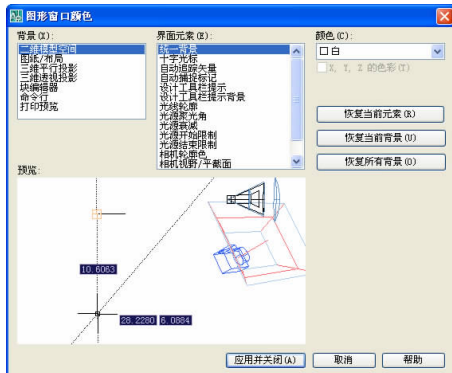 图形窗口颜色
背景(X):
二维模型空间
图纸/布局
三维平行投影
三维透视投影
块编辑器
命令行
打印预览
界面元素(E):
统一背景
十字光标
自动追踪矢量
自动捕捉标记
设计工具栏提示
设计工具栏提示背景
光线轮廓
光源聚光角
光源衰减
光源开始限制
光源结束限制
相机轮廓色
相机视野/平截面
颜色(C):
白
X, Y, Z 的色彩(T)
恢复当前元素(R)
恢复当前背景(U)
恢复所有背景(O)
预览:
10.6063
28.2280
6.0884
应用并关闭(A)
取消
帮助